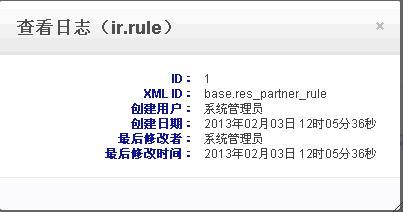 查看日志（ir.rule）
ID： 1
XML ID： base.res_partner_rule
创建用户： 系统管理员
创建日期： 2013年02月03日 12时05分36秒
最后修改者： 系统管理员
最后修改时间： 2013年02月03日 12时05分36秒